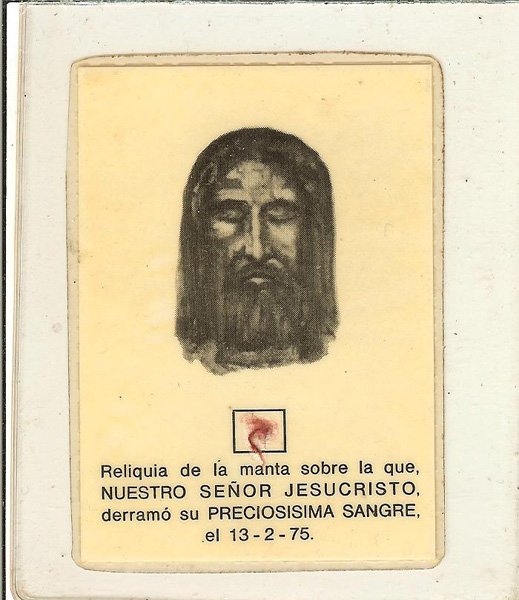 Reliquia de la manta sobre la que,
NUESTRO SEÑOR JESUCRISTO,
derramó su PRECIOSISIMA SANGRE,
el 13-2-75.